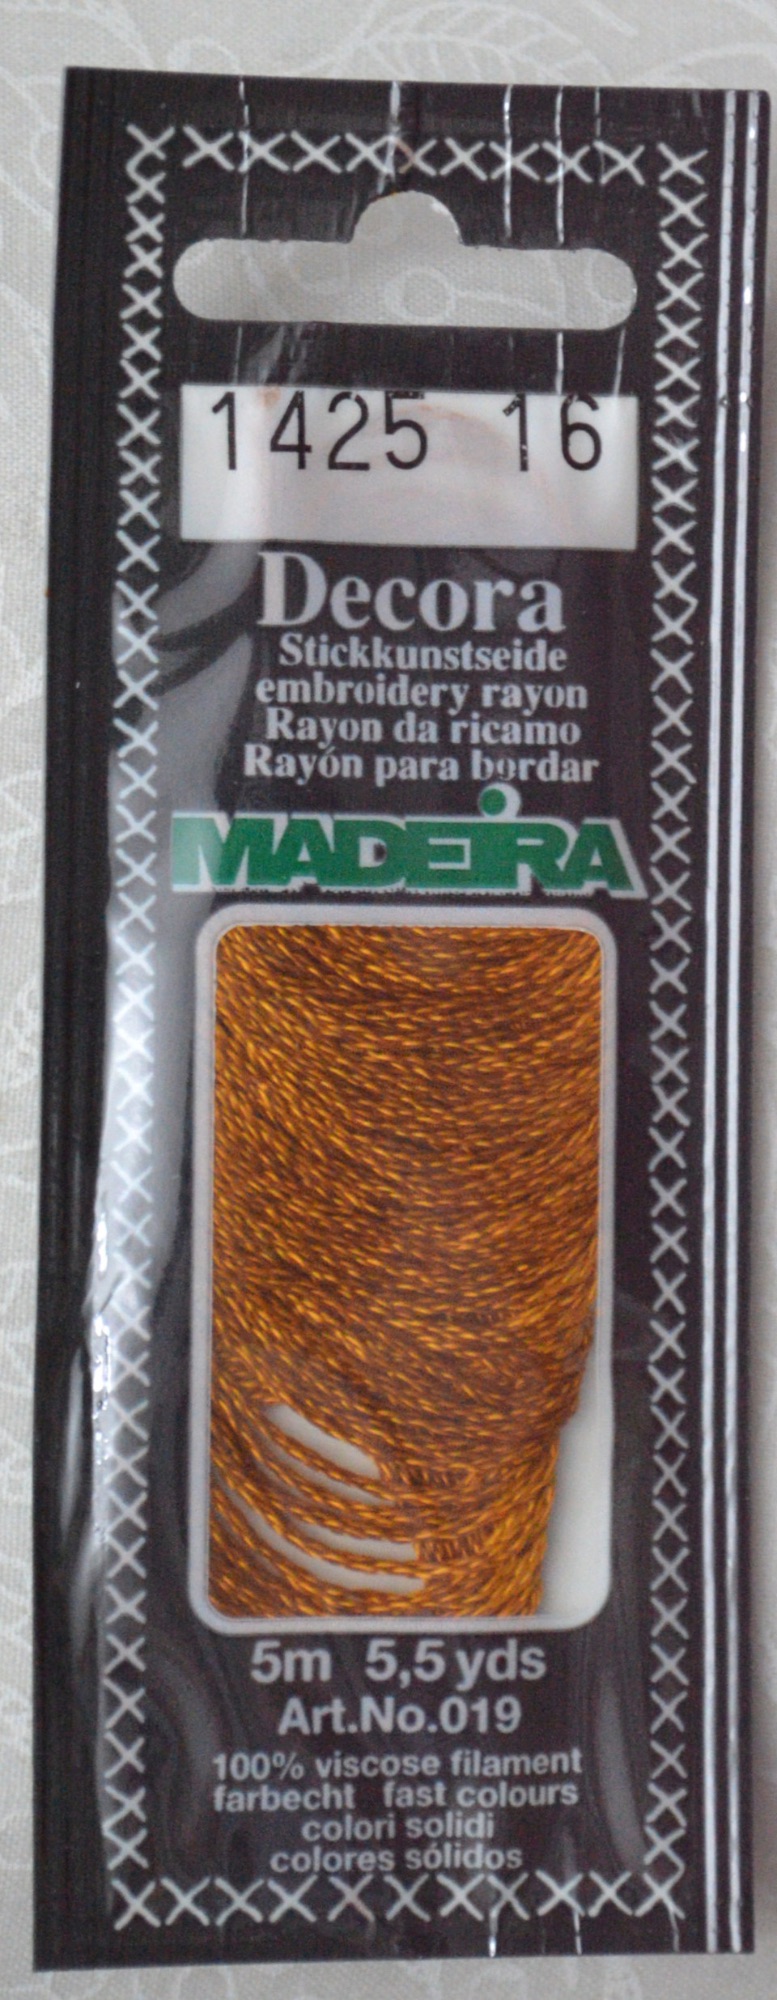 1425 16
Decora
Stickkunstseide
embroidery rayon
Rayon da ricamo
Rayón para bordar
MADEIRA
5m 5,5 yds
Art.No.019
100% viscose filament
farbecht fast colours
colori solidi
colores sólidos